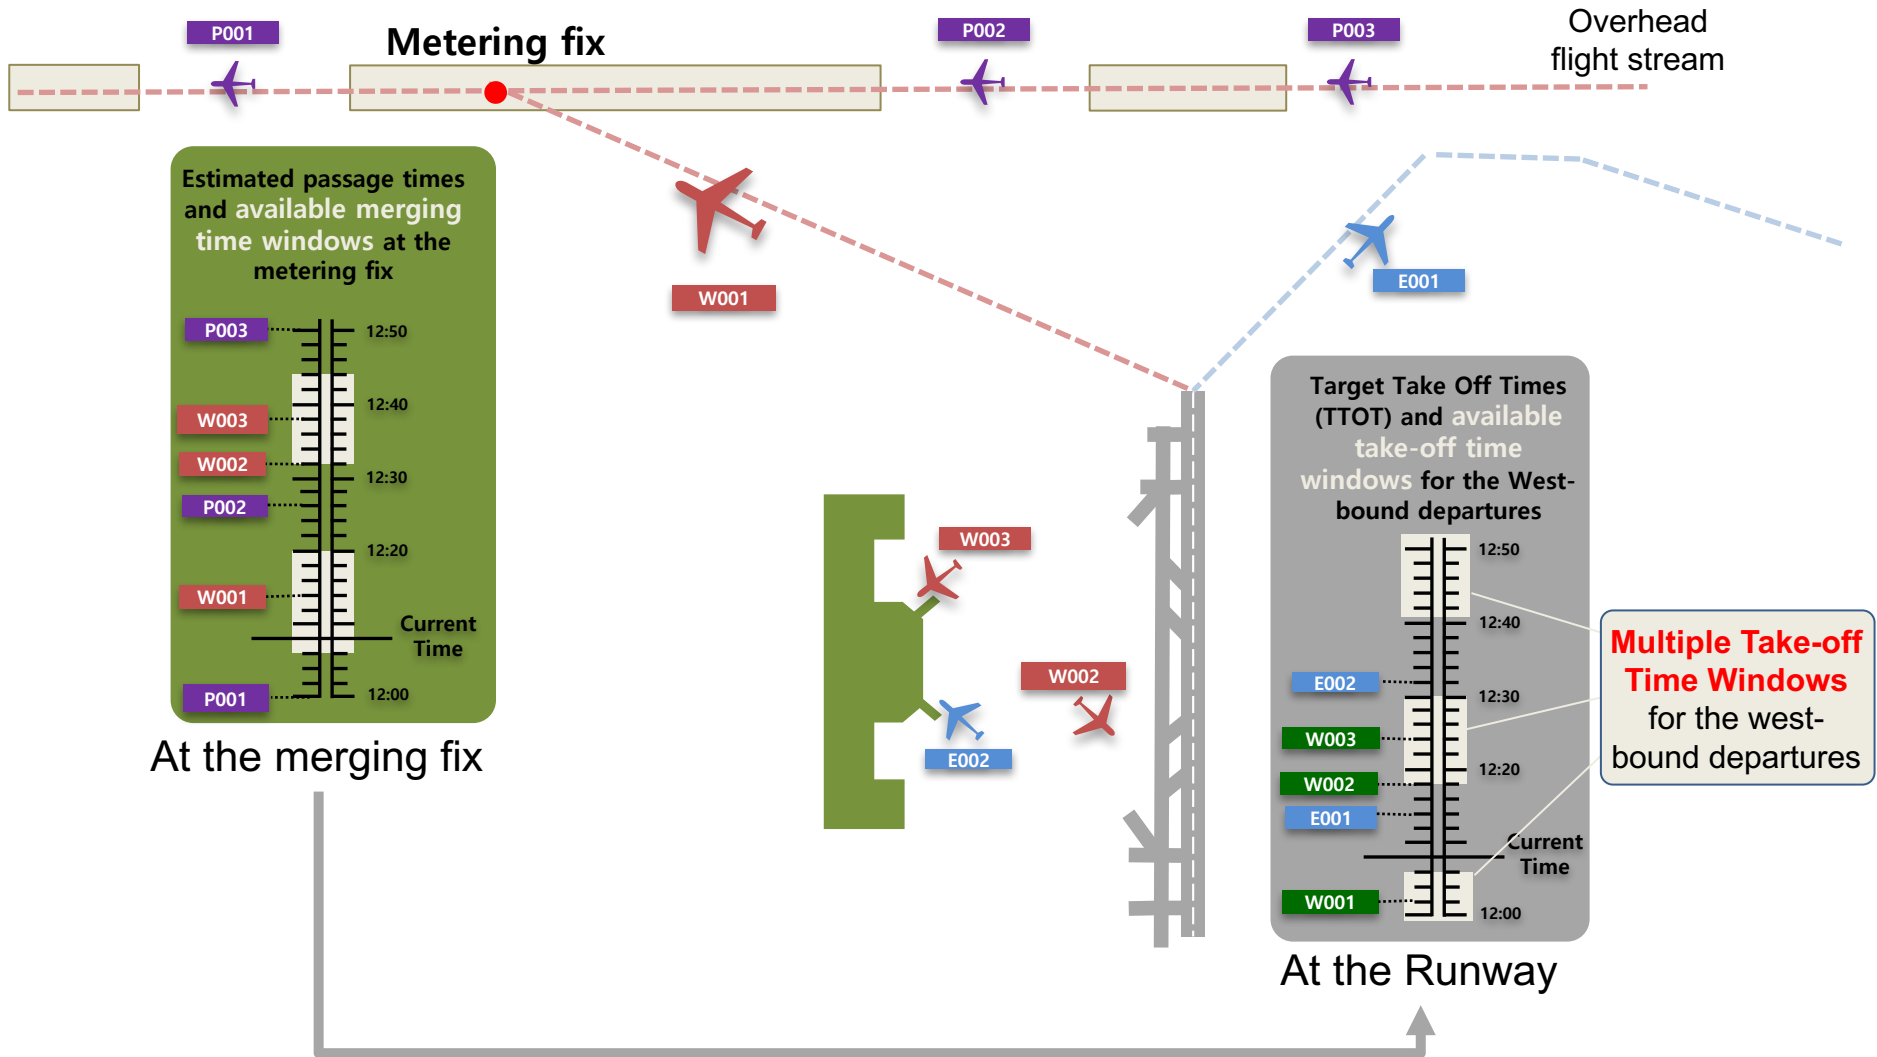 P001
Metering fix
P002
P003
Overhead
flight stream
Estimated passage times
and available merging
time windows at the
metering fix
P003
12:50
12:40
W003
W002
12:30
P002
12:20
W001
Current
Time
P001
12:00
At the merging fix
W001
E001
W003
W002
E002
Target Take Off Times
(TTOT) and available
take-off time
windows for the West-
bound departures
12:50
12:40
E002
12:30
W003
12:20
W002
E001
Current
Time
W001
12:00
At the Runway
Multiple Take-off
Time Windows
for the west-
bound departures